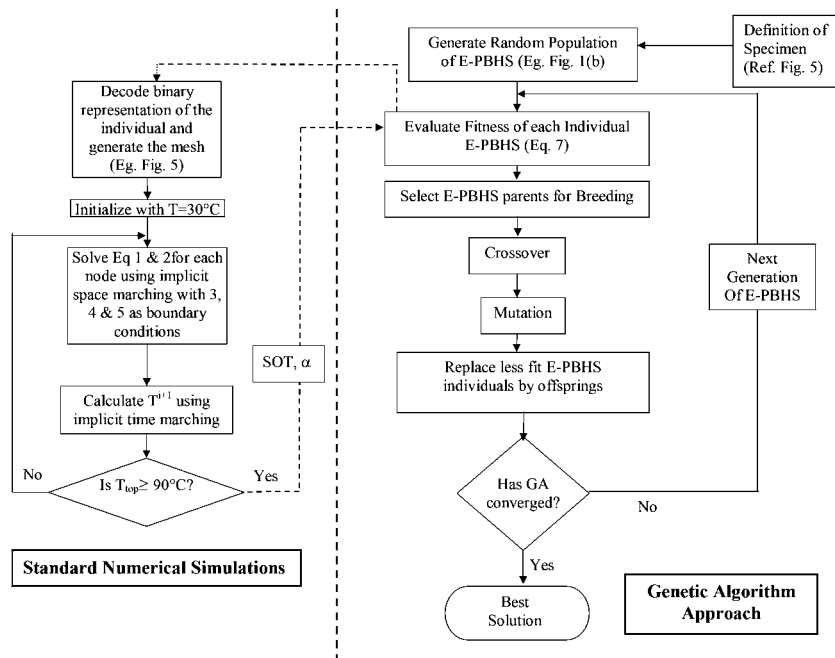 Decode binary
representation of the
individual and
generate the mesh
(Eg. Fig. 5)
Initialize with T=30°C
Solve Eq 1 & 2for each
node using implicit
space marching with 3,
4 & 5 as boundary
conditions
Calculate Tⁱ⁺¹ using
implicit time marching
No
Is Ttop≥ 90°C?
Yes
SOT, α
Standard Numerical Simulations
Generate Random Population
of E-PBHS (Eg. Fig. 1(b)
Definition of
Specimen
(Ref. Fig. 5)
Evaluate Fitness of each Individual
E-PBHS (Eq. 7)
Select E-PBHS parents for Breeding
Crossover
Mutation
Replace less fit E-PBHS
individuals by offsprings
Next
Generation
Of E-PBHS
Has GA
converged?
No
Yes
Best
Solution
Genetic Algorithm
Approach